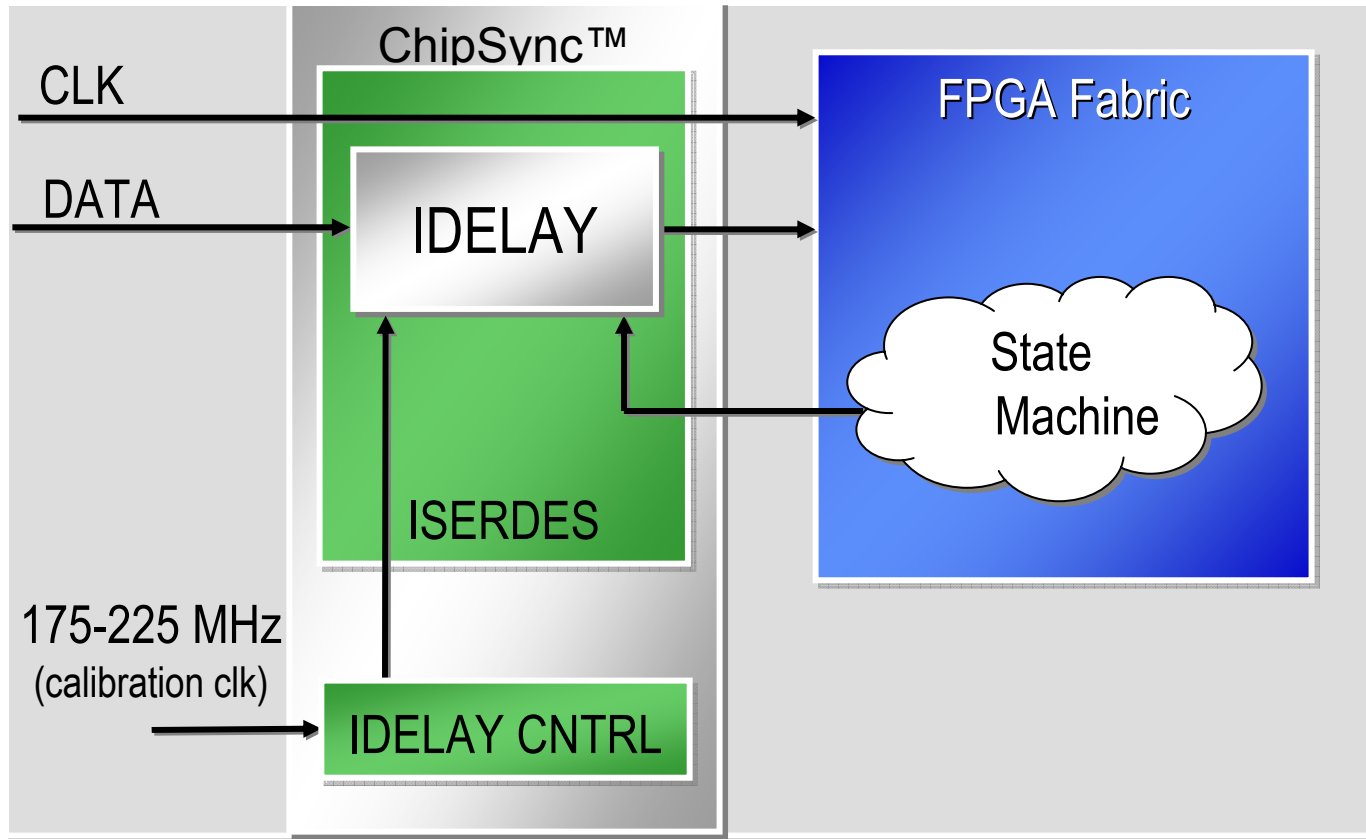 ChipSync™
CLK
FPGA Fabric
DATA
IDELAY
State
Machine
ISERDES
175-225 MHz
(calibration clk)
IDELAY CNTRL